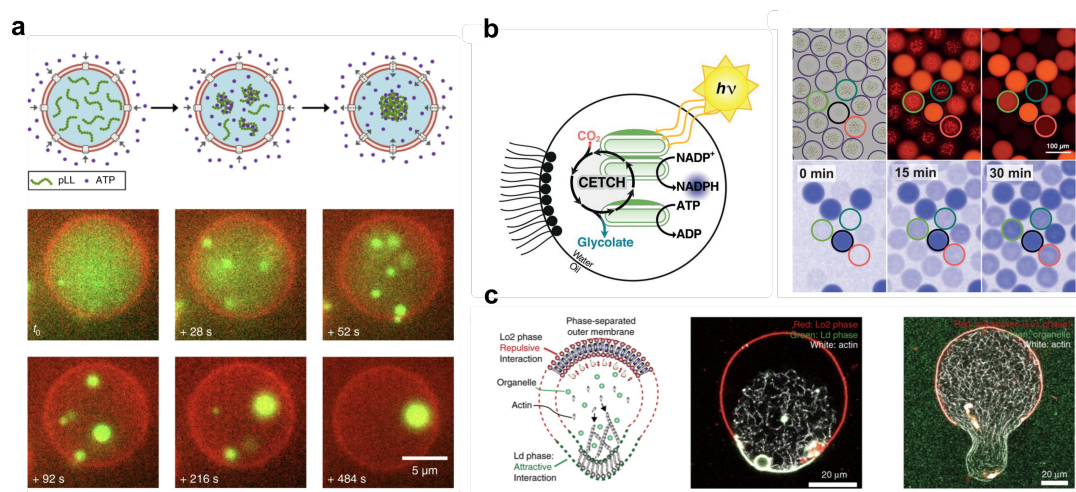 a
pLL
ATP
t0
+ 28 s
+ 52 s
+ 92 s
+ 216 s
+ 484 s
5 µm
b
hν
CO2
CETCH
NADP+
NADPH
ATP
ADP
Glycolate
Water
Oil
100 µm
0 min
15 min
30 min
c
Lo2 phase
Repulsive
Interaction
Phase-separated
outer membrane
Organelle
Actin
Ld phase:
Attractive
Interaction
Red: Lo2 phase
Green: Ld phase
White: actin
20 µm
organelle
White: actin
20 µm